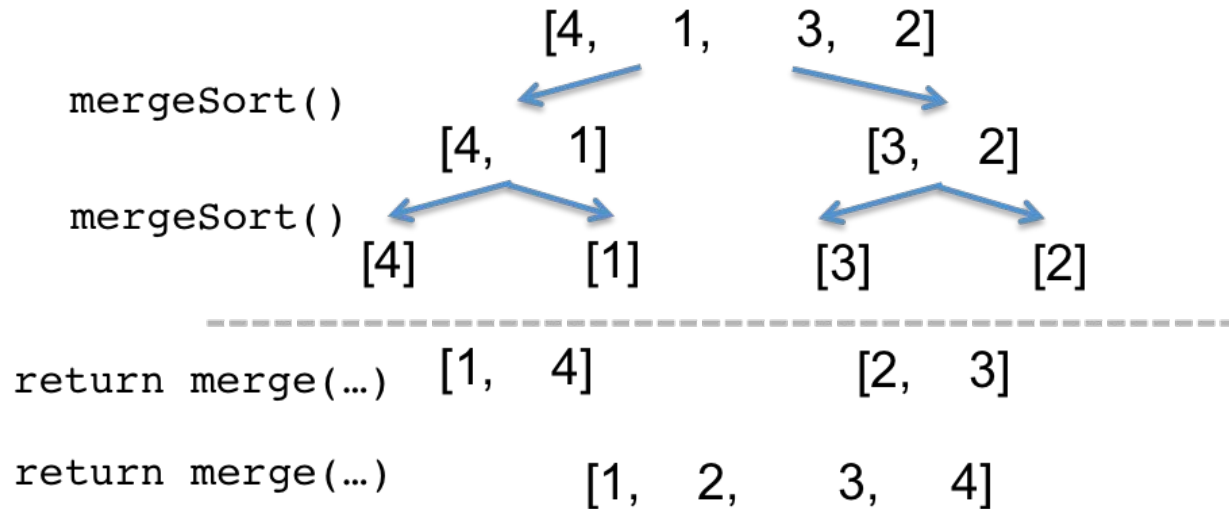 [4, 1, 3, 2]
mergeSort()
[4, 1] [3, 2]
mergeSort()
[4] [1] [3] [2]
return merge(…) [1, 4] [2, 3]
return merge(…) [1, 2, 3, 4]